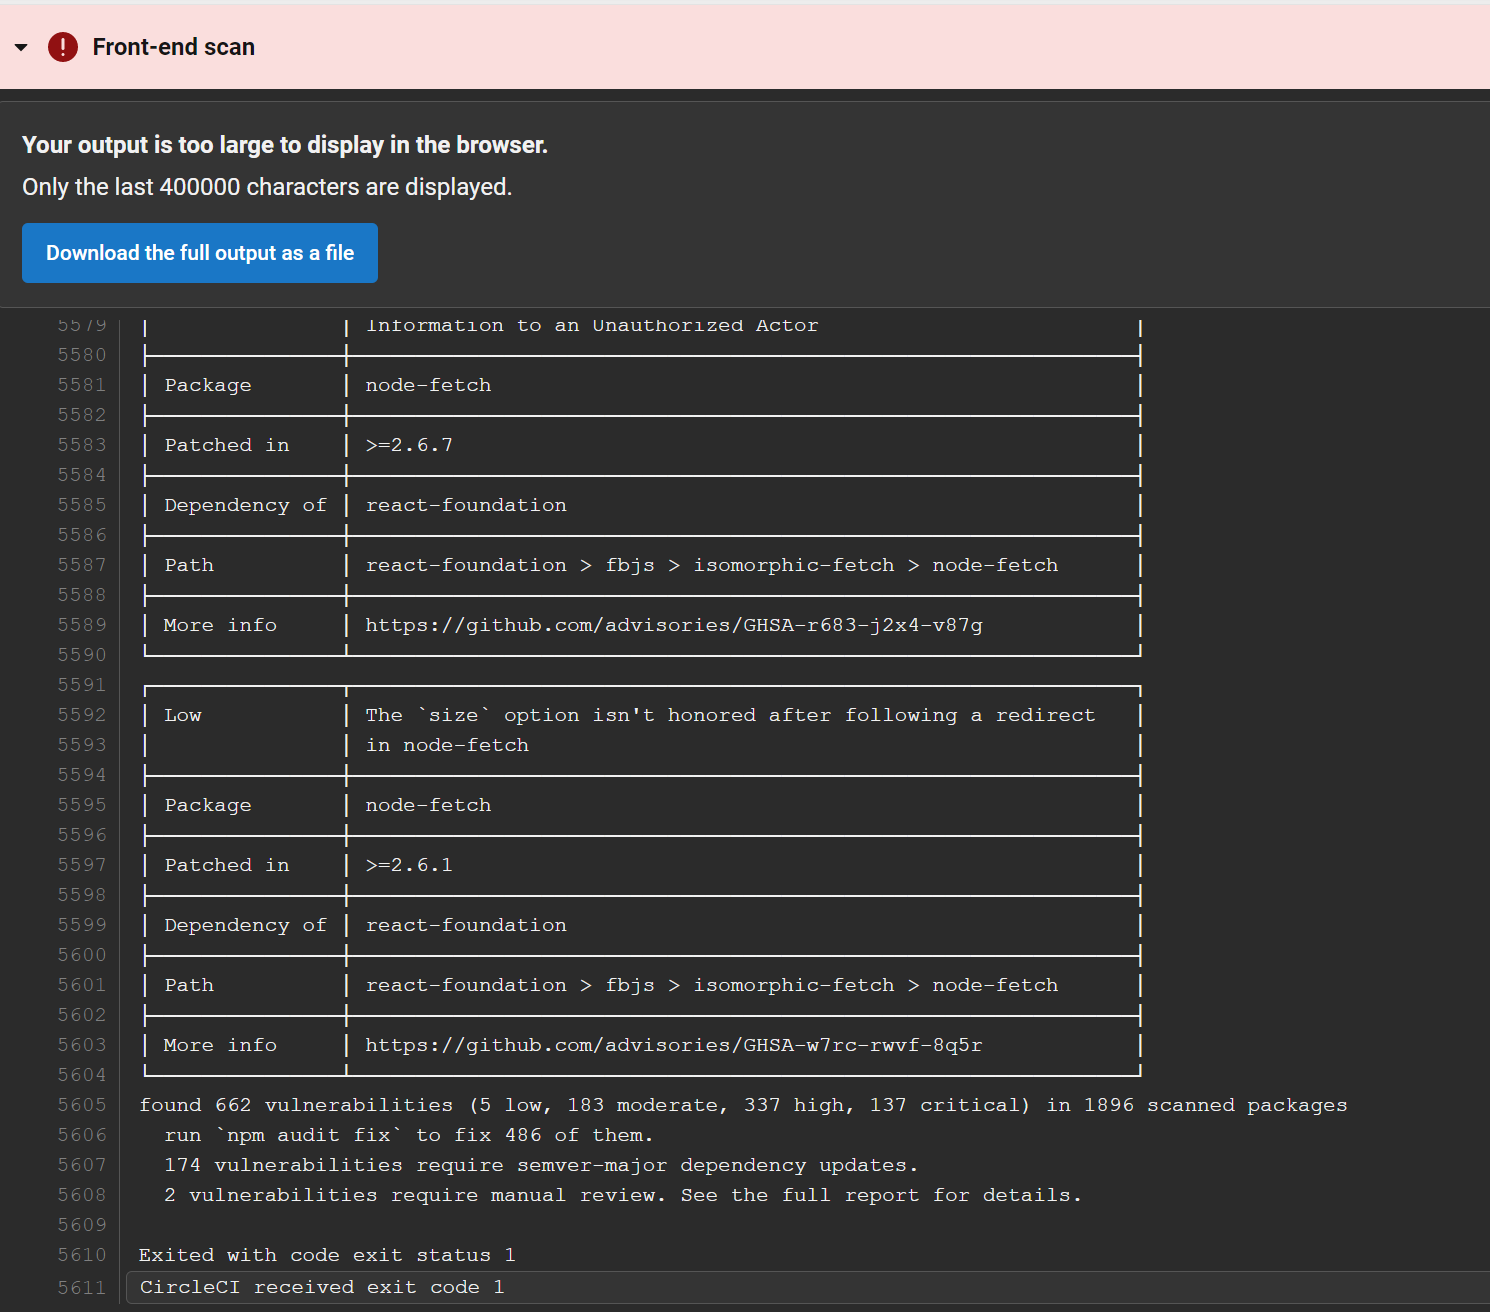 Front-end scan
Your output is too large to display in the browser.
Only the last 400000 characters are displayed.
Download the full output as a file
5579 Information to an Unauthorized Actor
5580
5581 Package node-fetch
5582
5583 Patched in >=2.6.7
5584
5585 Dependency of react-foundation
5586
5587 Path react-foundation > fbjs > isomorphic-fetch > node-fetch
5588
5589 More info https://github.com/advisories/GHSA-r683-j2x4-v87g
5590
5591
5592 Low The `size` option isn't honored after following a redirect
5593 in node-fetch
5594
5595 Package node-fetch
5596
5597 Patched in >=2.6.1
5598
5599 Dependency of react-foundation
5600
5601 Path react-foundation > fbjs > isomorphic-fetch > node-fetch
5602
5603 More info https://github.com/advisories/GHSA-w7rc-rwvf-8q5r
5604
5605 found 662 vulnerabilities (5 low, 183 moderate, 337 high, 137 critical) in 1896 scanned packages
5606 run `npm audit fix` to fix 486 of them.
5607 174 vulnerabilities require semver-major dependency updates.
5608 2 vulnerabilities require manual review. See the full report for details.
5609
5610 Exited with code exit status 1
5611 CircleCI received exit code 1